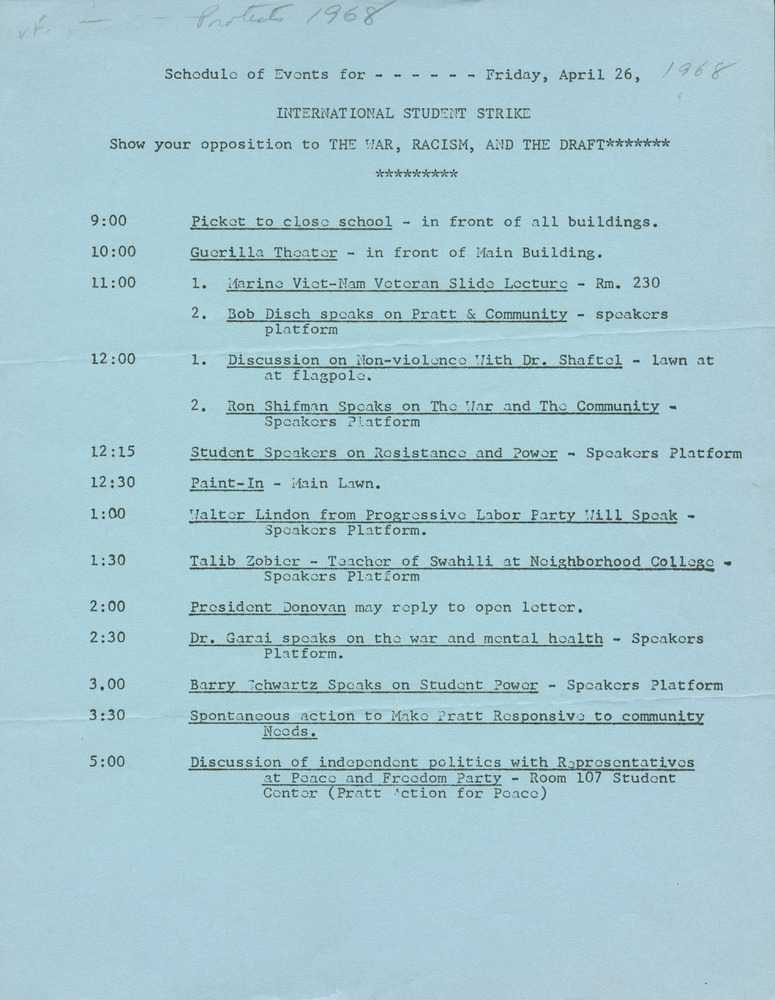 Protests 1968
Schedule of Events for - - - - - - Friday, April 26, 1968
INTERNATIONAL STUDENT STRIKE
Show your opposition to THE WAR, RACISM, AND THE DRAFT*******
*********
9:00 Picket to close school - in front of all buildings.
10:00 Guerilla Theater - in front of Main Building.
11:00 1. Marine Viet-Nam Veteran Slide Lecture - Rm. 230
2. Bob Disch speaks on Pratt & Community - speakers
platform
12:00 1. Discussion on Non-violence With Dr. Shaftel - lawn at
at flagpole.
2. Ron Shifman Speaks on The War and The Community -
Speakers Platform
12:15 Student Speakers on Resistance and Power - Speakers Platform
12:30 Paint-In - Main Lawn.
1:00 Walter Lindon from Progressive Labor Party Will Speak -
Speakers Platform.
1:30 Talib Zobier - Teacher of Swahili at Neighborhood College -
Speakers Platform
2:00 President Donovan may reply to open letter.
2:30 Dr. Garai speaks on the war and mental health - Speakers
Platform.
3,00 Barry Schwartz Speaks on Student Power - Speakers Platform
3:30 Spontaneous action to Make Pratt Responsive to community
Needs.
5:00 Discussion of independent politics with Representatives
at Peace and Freedom Party - Room 107 Student
Center (Pratt Action for Peace)